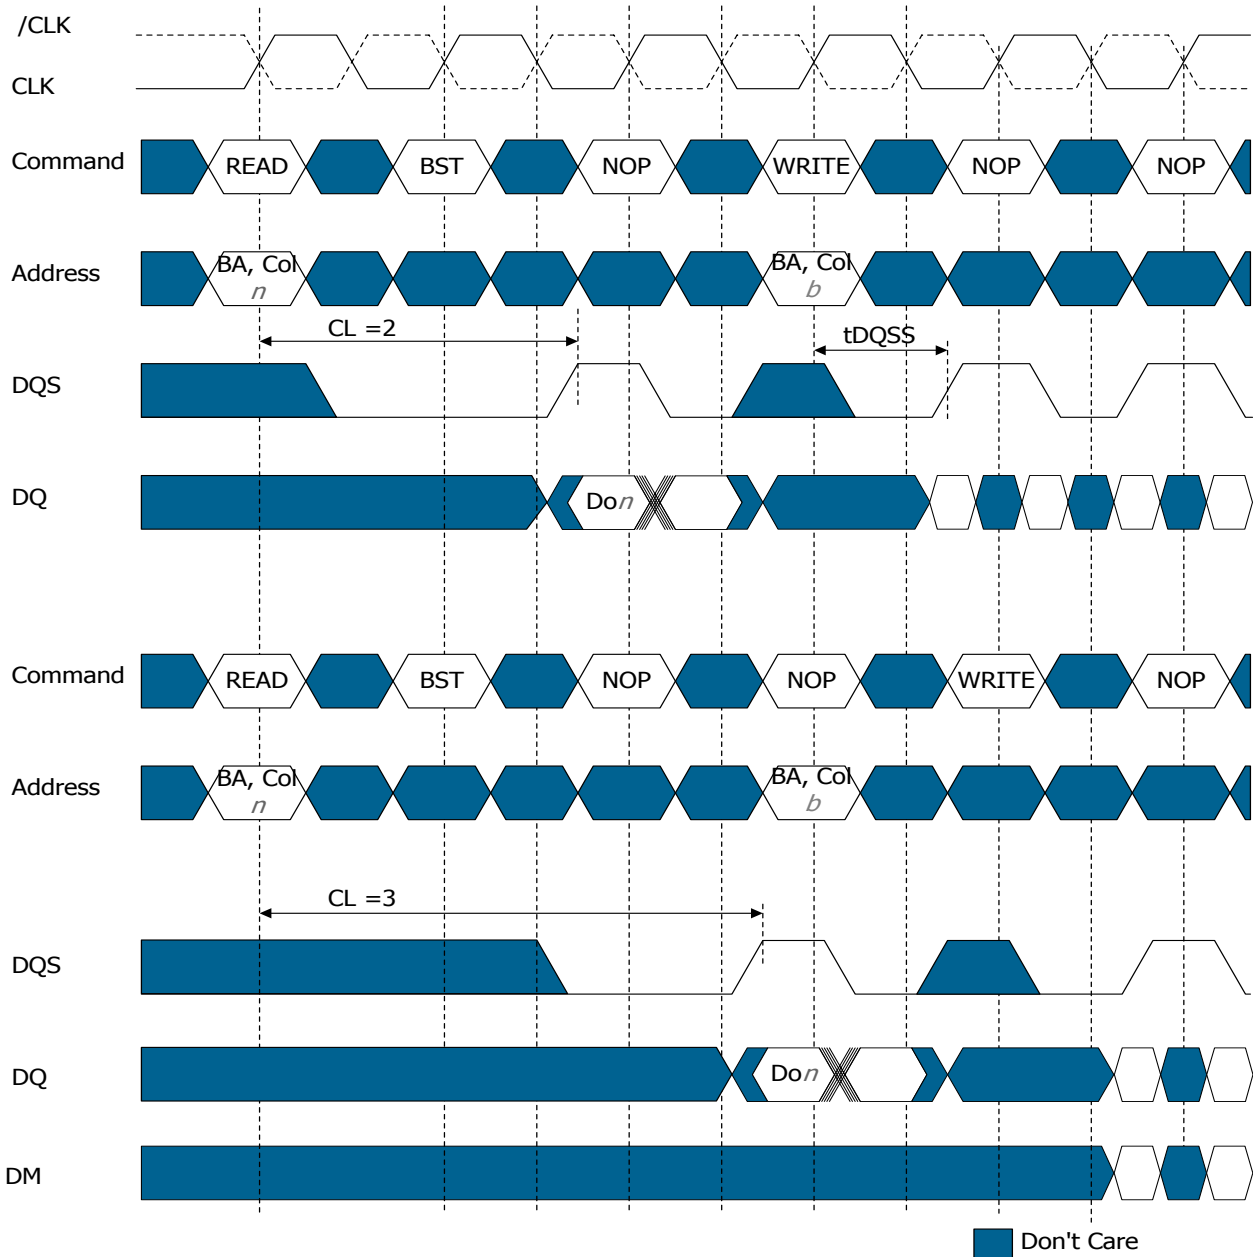 /CLK
CLK
Command READ BST NOP WRITE NOP NOP
Address BA, Col BA, Col
n b
CL =2 tDQSS
DQS
DQ Don
Command READ BST NOP NOP WRITE NOP
Address BA, Col BA, Col
n b
CL =3
DQS
DQ Don
DM
Don't Care